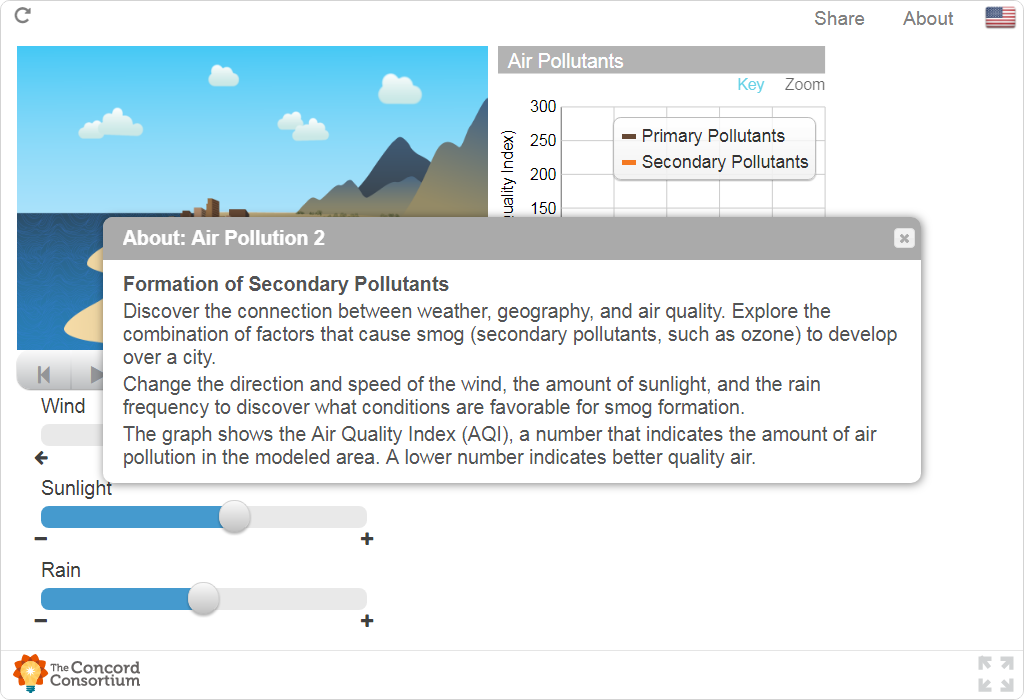 Share
About
Air Pollutants
Key
Zoom
300
250
200
150
Primary Pollutants
Secondary Pollutants
uality Index)
About: Air Pollution 2
Formation of Secondary Pollutants
Discover the connection between weather, geography, and air quality. Explore the
combination of factors that cause smog (secondary pollutants, such as ozone) to develop
over a city.
Change the direction and speed of the wind, the amount of sunlight, and the rain
frequency to discover what conditions are favorable for smog formation.
The graph shows the Air Quality Index (AQI), a number that indicates the amount of air
pollution in the modeled area. A lower number indicates better quality air.
Wind
Sunlight
Rain
The Concord
Consortium